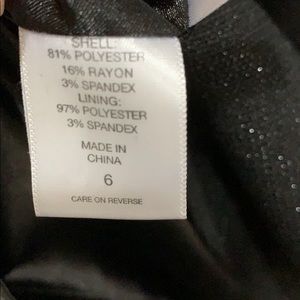 SHELL:
81% POLYESTER
16% RAYON
3% SPANDEX
LINING:
97% POLYESTER
3% SPANDEX
MADE IN
CHINA
6
CARE ON REVERSE